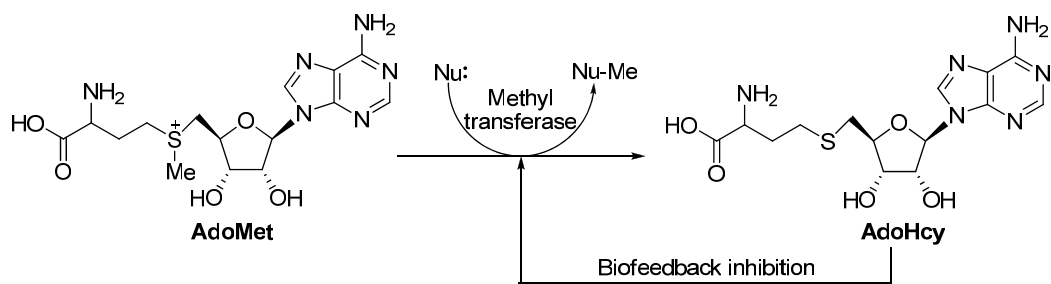 NH2
N
N
N
N
Nu:
Nu-Me
Methyl
transferase
NH2
HO
O
S+
Me
O
HO
OH
AdoMet
NH2
N
N
N
N
NH2
HO
O
S
O
HO
OH
AdoHcy
Biofeedback inhibition